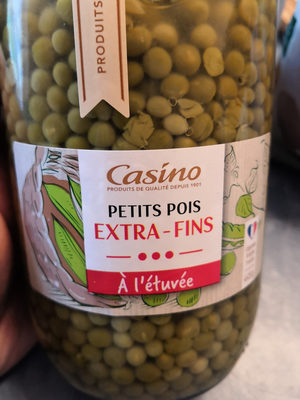 PRODUITS
Casino
PRODUITS DE QUALITÉ DEPUIS 1901
PETITS POIS
EXTRA-FINS
À l'étuvée